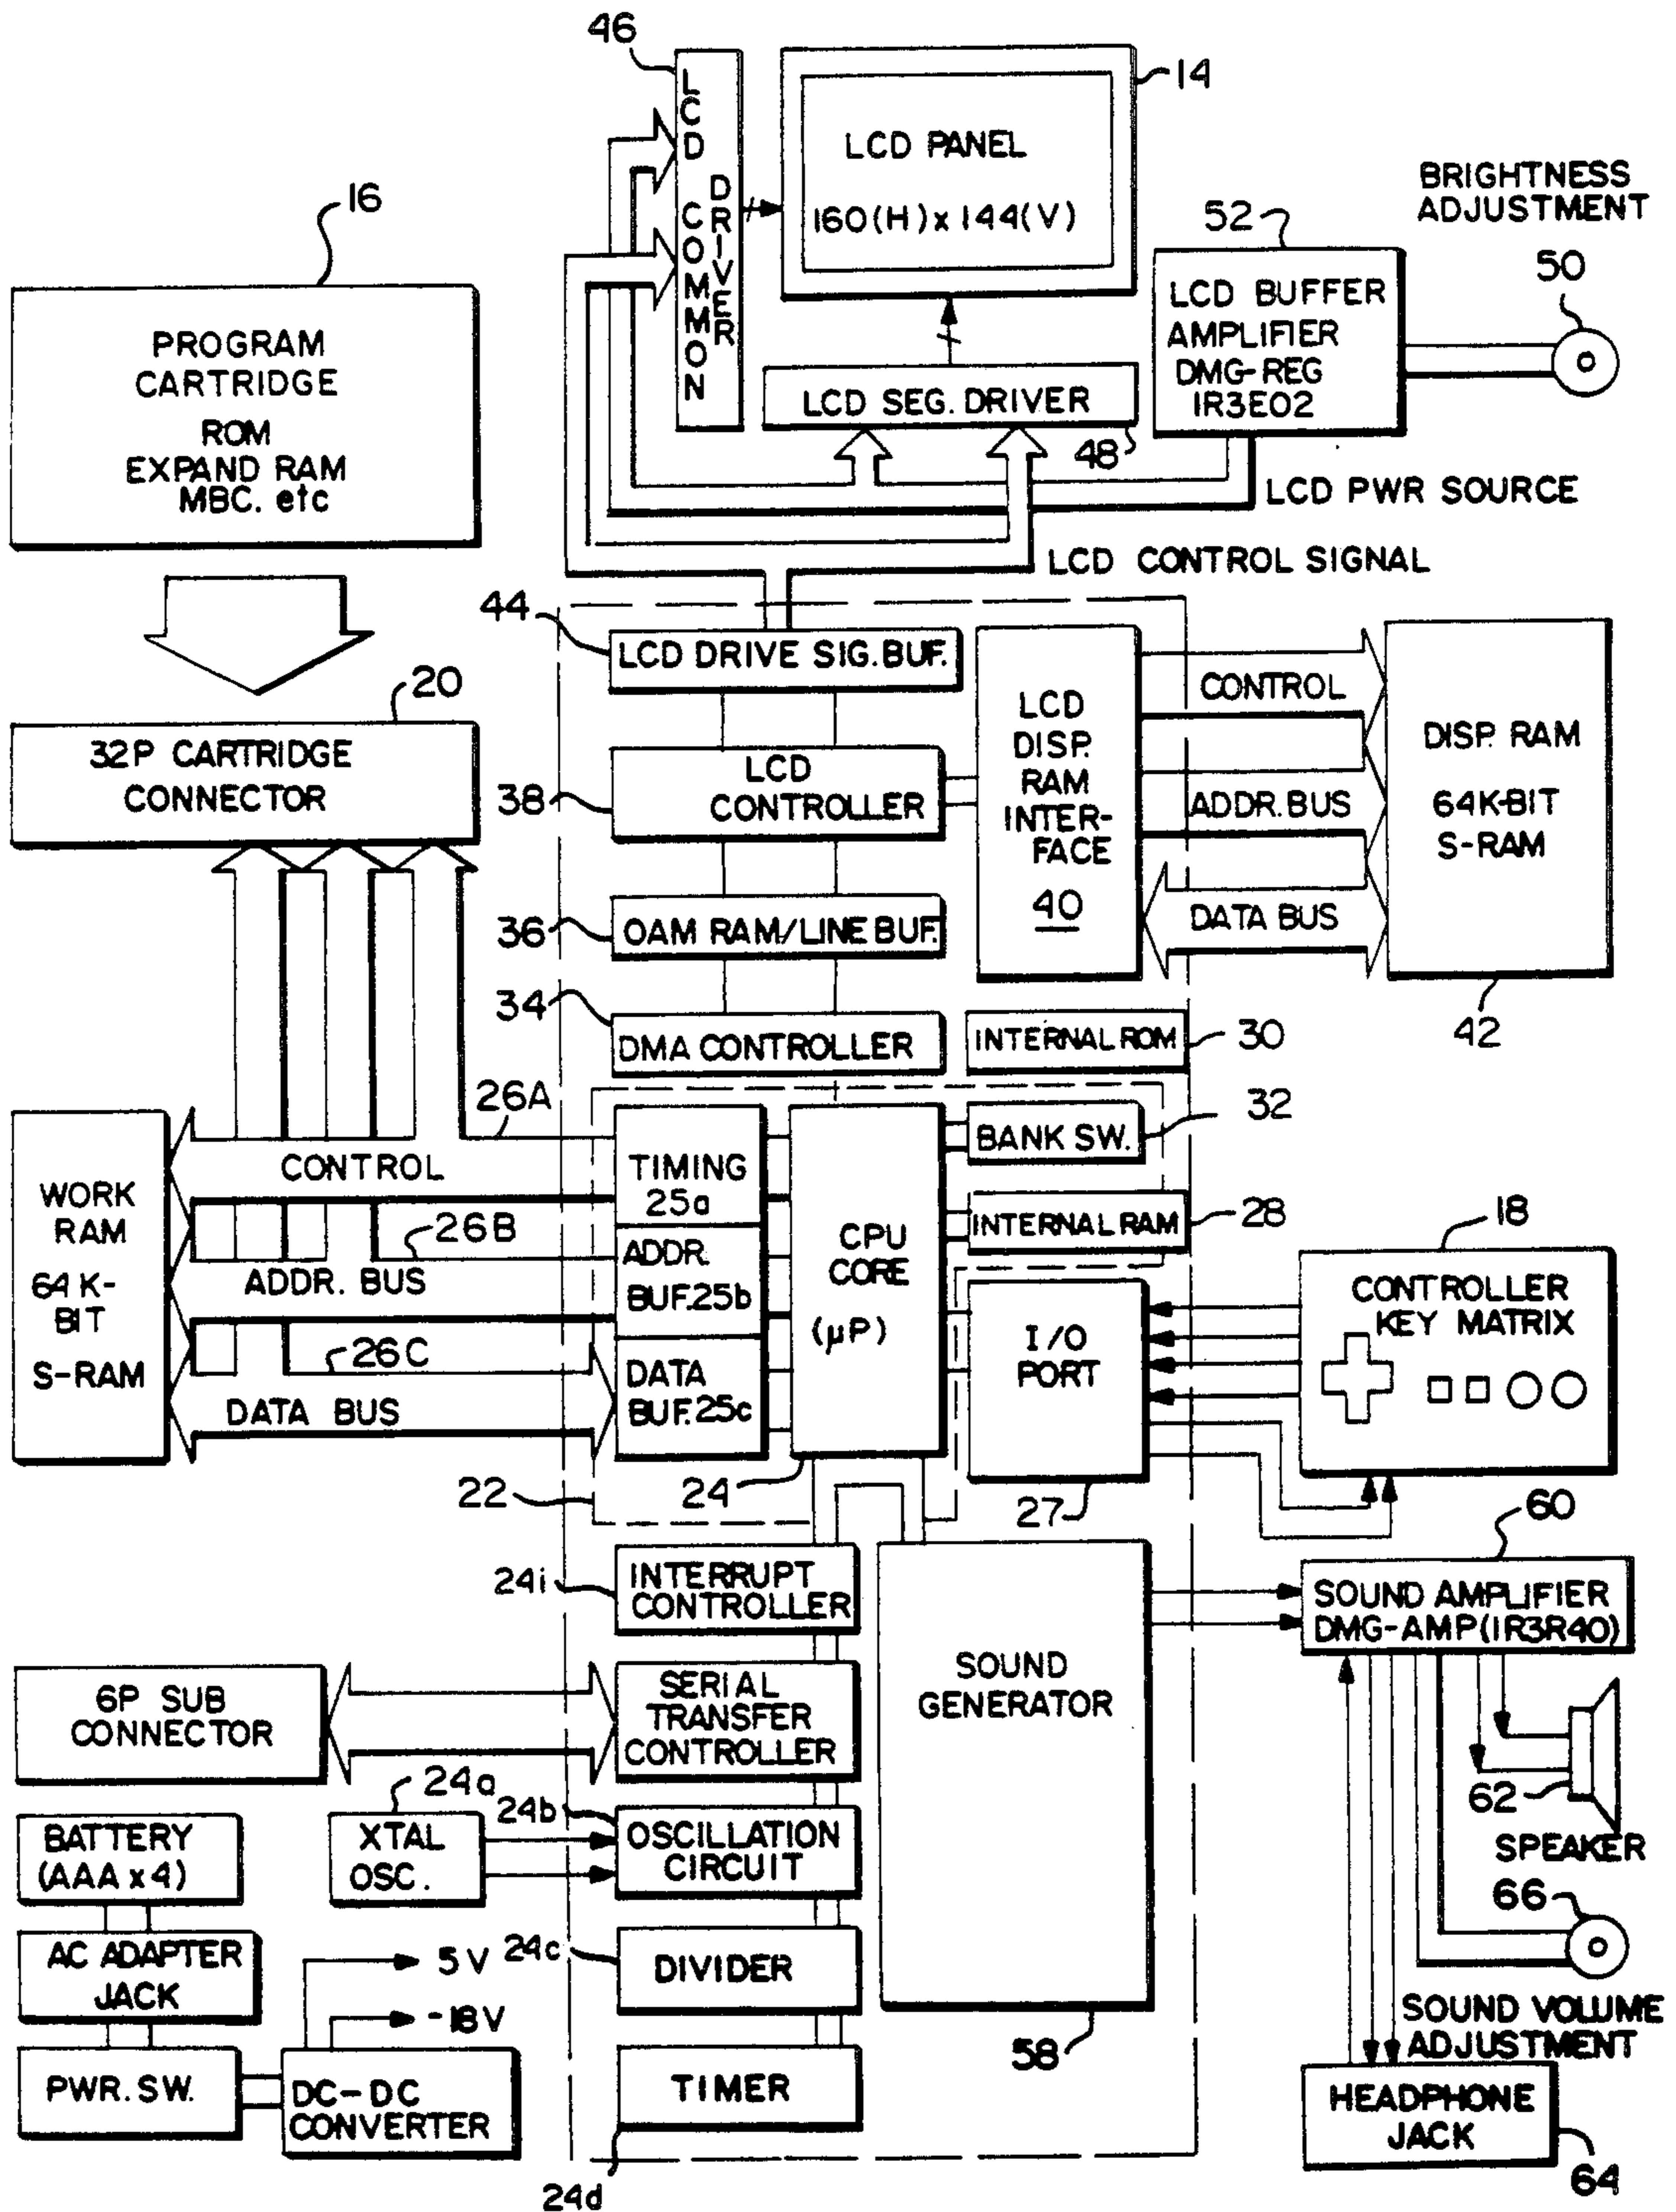 46
LCD COMMON
DRIVER
14
LCD PANEL
160(H)x144(V)
BRIGHTNESS
ADJUSTMENT
52
50
LCD BUFFER
AMPLIFIER
DMG-REG
IR3E02
16
PROGRAM
CARTRIDGE
ROM
EXPAND RAM
MBC. etc
LCD SEG. DRIVER
48
LCD PWR SOURCE
LCD CONTROL SIGNAL
44
LCD DRIVE SIG. BUF.
20
32P CARTRIDGE
CONNECTOR
38
LCD
CONTROLLER
LCD
DISP.
RAM
INTER-
FACE
40
CONTROL
ADDR. BUS
DATA BUS
DISP. RAM
64K-BIT
S-RAM
42
36
OAM RAM/LINE BUF.
34
DMA CONTROLLER
INTERNAL ROM
30
26A
CONTROL
26B
ADDR. BUS
26C
DATA BUS
WORK
RAM
64K-
BIT
S-RAM
TIMING
25a
ADDR.
BUF.25b
DATA
BUF.25c
CPU
CORE
(μP)
BANK SW.
32
INTERNAL RAM
28
I/O
PORT
18
CONTROLLER
KEY MATRIX
22
24
27
24i
INTERRUPT
CONTROLLER
60
SOUND AMPLIFIER
DMG-AMP(IR3R40)
SOUND
GENERATOR
6P SUB
CONNECTOR
SERIAL
TRANSFER
CONTROLLER
24a
XTAL
OSC.
24b
OSCILLATION
CIRCUIT
62
SPEAKER
66
BATTERY
(AAA x4)
AC ADAPTER
JACK
5V
-18V
24c
DIVIDER
SOUND VOLUME
ADJUSTMENT
PWR. SW.
DC-DC
CONVERTER
TIMER
24d
58
HEADPHONE
JACK
64